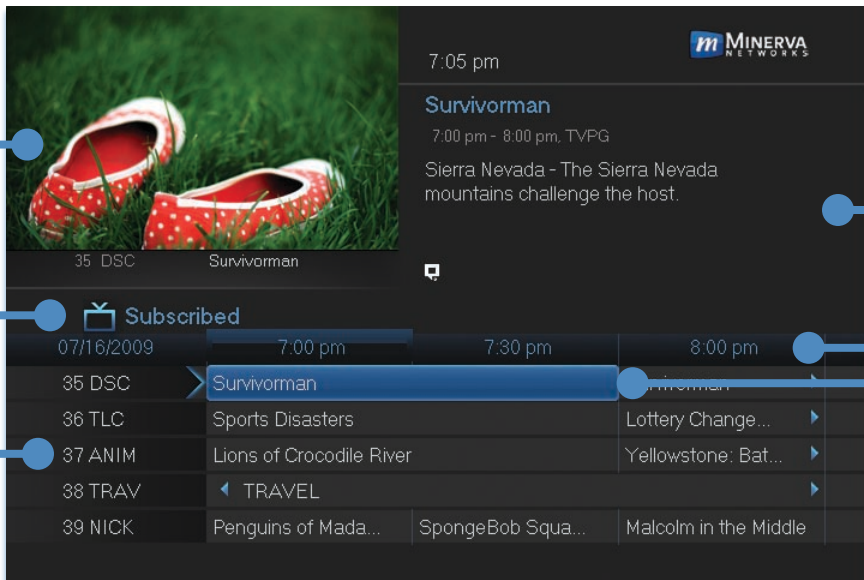 7:05 pm
m MINERVA
NETWORKS
Survivorman
7:00 pm - 8:00 pm, TVPG
Sierra Nevada - The Sierra Nevada
mountains challenge the host.
35 DSC Survivorman
Subscribed
07/16/2009 7:00 pm 7:30 pm 8:00 pm
35 DSC Survivorman
36 TLC Sports Disasters Lottery Change...
37 ANIM Lions of Crocodile River Yellowstone: Bat...
38 TRAV TRAVEL
39 NICK Penguins of Mada... SpongeBob Squa... Malcolm in the Middle